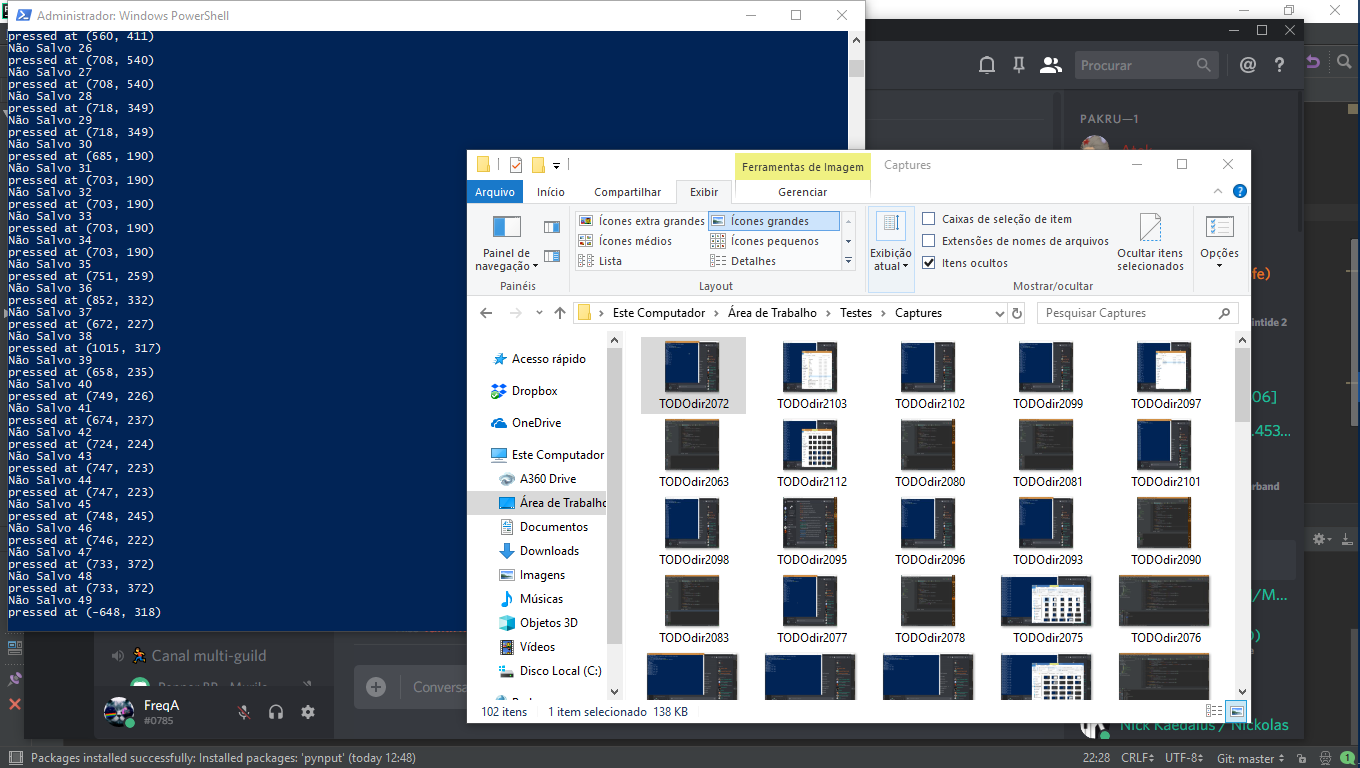 Administrador: Windows PowerShell
pressed at (560, 411)
Não Salvo 26
pressed at (708, 540)
Não Salvo 27
pressed at (708, 540)
Não Salvo 28
pressed at (718, 349)
Não Salvo 29
pressed at (718, 349)
Não Salvo 30
pressed at (685, 190)
Não Salvo 31
pressed at (703, 190)
Não Salvo 32
pressed at (703, 190)
Não Salvo 33
pressed at (703, 190)
Não Salvo 34
pressed at (703, 190)
Não Salvo 35
pressed at (751, 259)
Não Salvo 36
pressed at (852, 332)
Não Salvo 37
pressed at (672, 227)
Não Salvo 38
pressed at (1015, 317)
Não Salvo 39
pressed at (658, 235)
Não Salvo 40
pressed at (749, 226)
Não Salvo 41
pressed at (674, 237)
Não Salvo 42
pressed at (724, 224)
Não Salvo 43
pressed at (747, 223)
Não Salvo 44
pressed at (747, 223)
Não Salvo 45
pressed at (748, 245)
Não Salvo 46
pressed at (746, 222)
Não Salvo 47
pressed at (733, 372)
Não Salvo 48
pressed at (733, 372)
Não Salvo 49
pressed at (-648, 318)
Procurar
PAKRU—1
Ferramentas de Imagem
Captures
Arquivo
Início
Compartilhar
Exibir
Gerenciar
Painel de
navegação
Painéis
Ícones extra grandes
Ícones grandes
Ícones médios
Ícones pequenos
Lista
Detalhes
Layout
Exibição
atual
Caixas de seleção de item
Extensões de nomes de arquivos
Itens ocultos
Ocultar itens
selecionados
Mostrar/ocultar
Opções
Este Computador
Área de Trabalho
Testes
Captures
Pesquisar Captures
Acesso rápido
Dropbox
OneDrive
Este Computador
A360 Drive
Área de Trabalho
Documentos
Downloads
Imagens
Músicas
Objetos 3D
Vídeos
Disco Local (C:)
TODOdir2072
TODOdir2103
TODOdir2102
TODOdir2099
TODOdir2097
TODOdir2063
TODOdir2112
TODOdir2080
TODOdir2081
TODOdir2101
TODOdir2098
TODOdir2095
TODOdir2096
TODOdir2093
TODOdir2090
TODOdir2083
TODOdir2077
TODOdir2078
TODOdir2075
TODOdir2076
102 itens
1 item selecionado 138 KB
fe)
intide 2
06]
.453...
rband
/M...
Nick Kaedalus / Nickolas
Canal multi-guild
FreqA
#0785
Conversa
Packages installed successfully: Installed packages: 'pynput' (today 12:48)
22:28
CRLF
UTF-8
Git: master
1